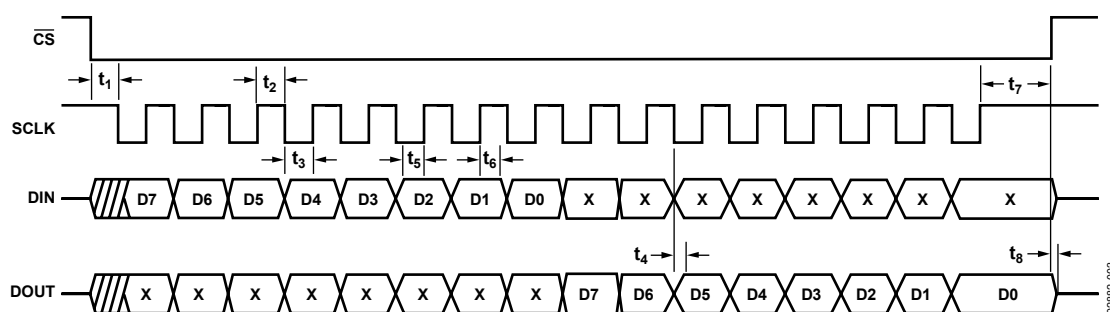 CS
t1 t2 t7
SCLK
t3 t5 t6
DIN D7 D6 D5 D4 D3 D2 D1 D0 X X X X X X X X
t4 t8
DOUT X X X X X X X X D7 D6 D5 D4 D3 D2 D1 D0